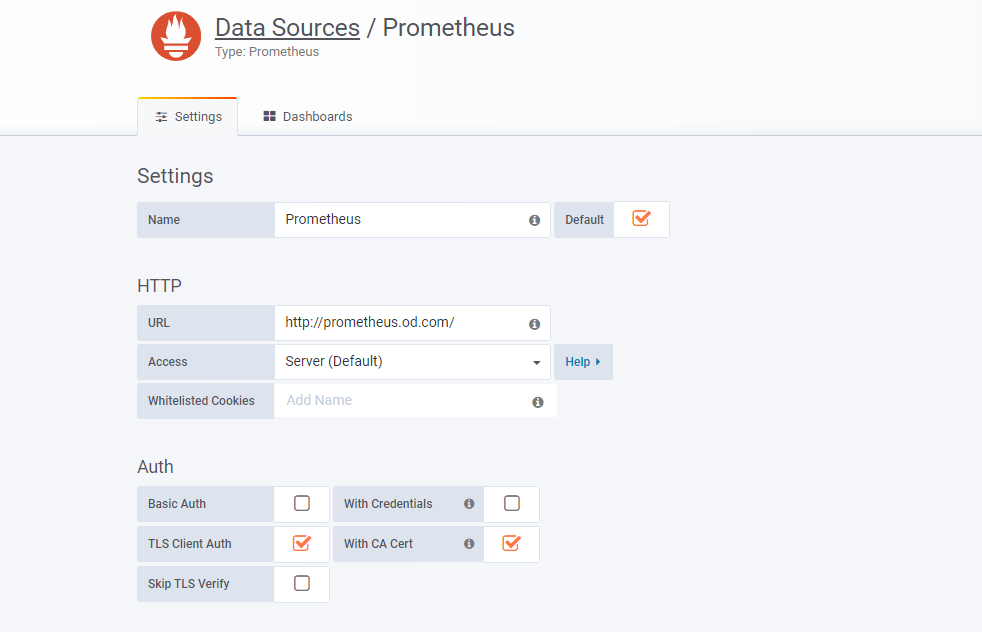 Data Sources / Prometheus
Type: Prometheus
Settings
Dashboards
Settings
Name Prometheus Default
HTTP
URL http://prometheus.od.com/
Access Server (Default) Help
Whitelisted Cookies Add Name
Auth
Basic Auth With Credentials
TLS Client Auth With CA Cert
Skip TLS Verify